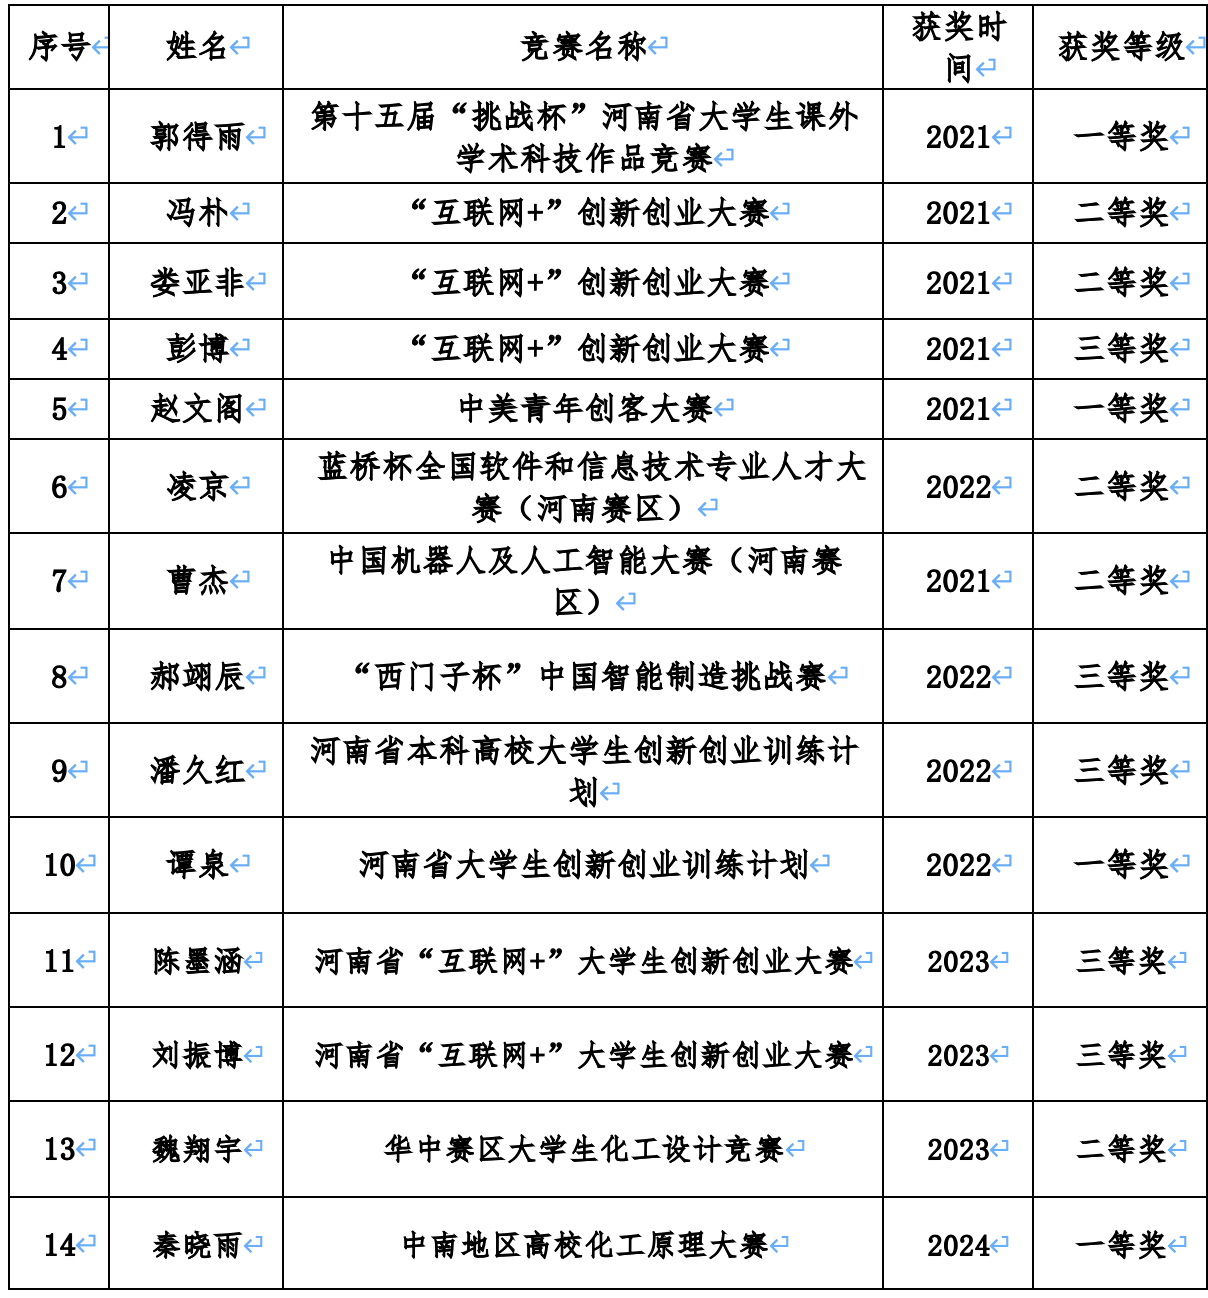 序号 姓名 竞赛名称 获奖时间 获奖等级
1 郭得雨 第十五届“挑战杯”河南省大学生课外
学术科技作品竞赛 2021 一等奖
2 冯朴 “互联网+”创新创业大赛 2021 二等奖
3 娄亚非 “互联网+”创新创业大赛 2021 二等奖
4 彭博 “互联网+”创新创业大赛 2021 三等奖
5 赵文阁 中美青年创客大赛 2021 一等奖
6 凌京 蓝桥杯全国软件和信息技术专业人才大
赛（河南赛区） 2022 二等奖
7 曹杰 中国机器人及人工智能大赛（河南赛
区） 2021 二等奖
8 郝翊辰 “西门子杯”中国智能制造挑战赛 2022 三等奖
9 潘久红 河南省本科高校大学生创新创业训练计
划 2022 三等奖
10 谭泉 河南省大学生创新创业训练计划 2022 一等奖
11 陈墨涵 河南省“互联网+”大学生创新创业大赛 2023 三等奖
12 刘振博 河南省“互联网+”大学生创新创业大赛 2023 三等奖
13 魏翔宇 华中赛区大学生化工设计竞赛 2023 二等奖
14 秦晓雨 中南地区高校化工原理大赛 2024 一等奖